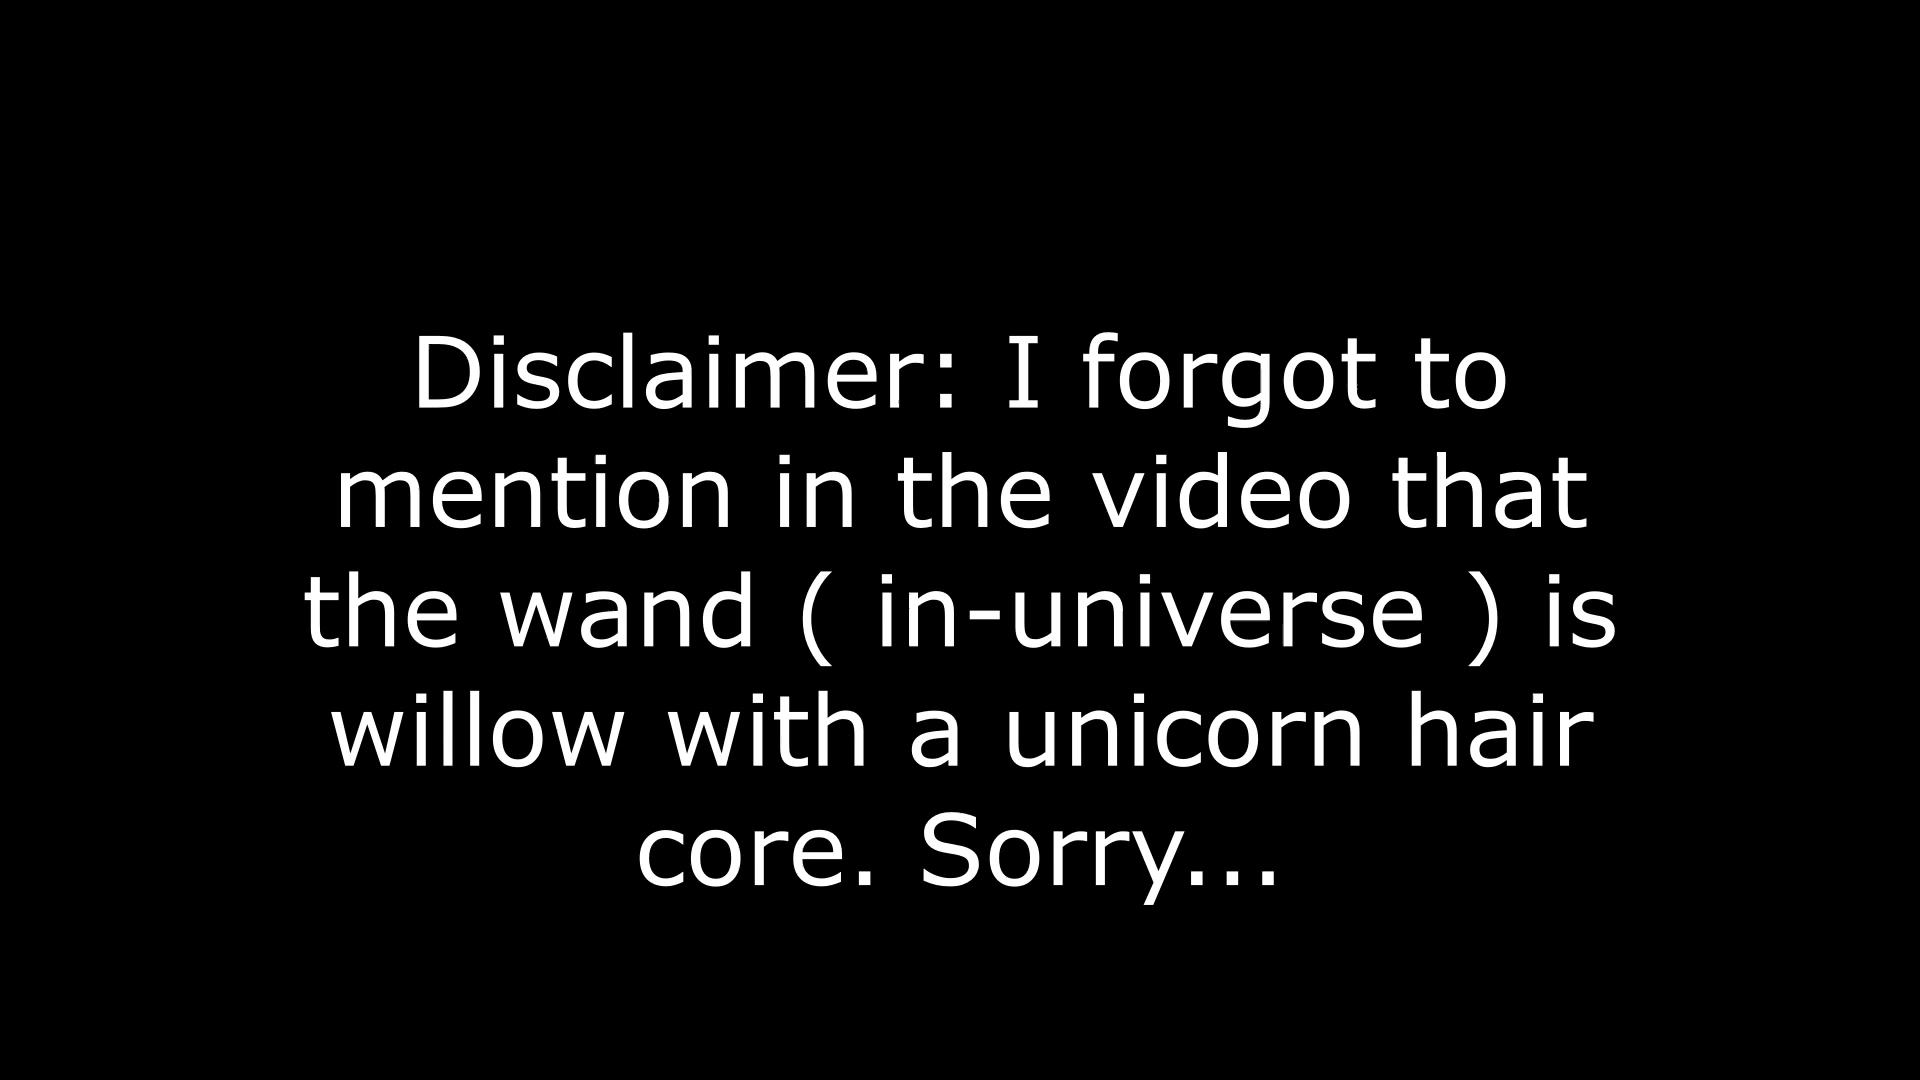 Disclaimer: I forgot to
mention in the video that
the wand ( in-universe ) is
willow with a unicorn hair
core. Sorry...